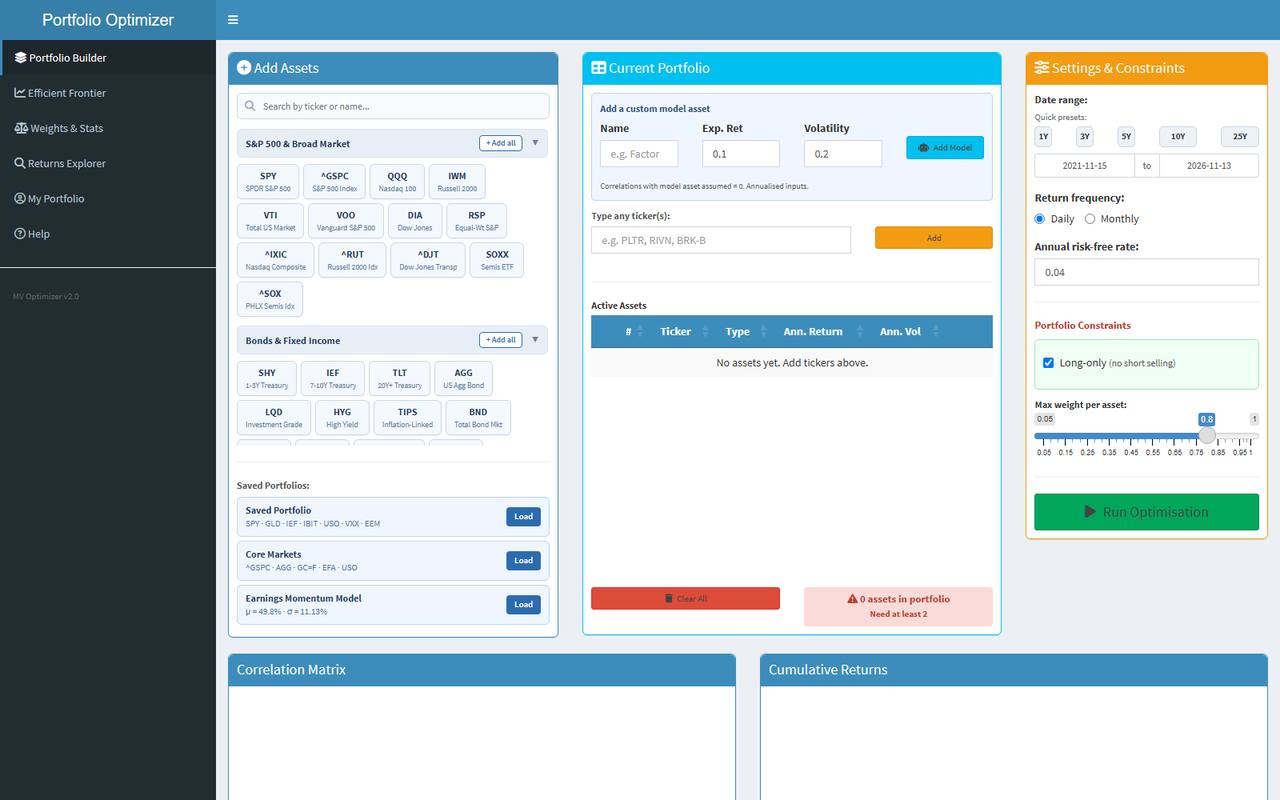 Portfolio Optimizer
Portfolio Builder
Efficient Frontier
Weights & Stats
Returns Explorer
My Portfolio
Help
MV Optimizer v2.0
Add Assets
Search by ticker or name...
S&P 500 & Broad Market
+ Add all
SPY
SPDR S&P 500
^GSPC
S&P 500 Index
QQQ
Nasdaq 100
IWM
Russell 2000
VTI
Total US Market
VOO
Vanguard S&P 500
DIA
Dow Jones
RSP
Equal-Wt S&P
^IXIC
Nasdaq Composite
^RUT
Russell 2000 Idx
^DJT
Dow Jones Transp
SOXX
Semis ETF
^SOX
PHLX Semis Idx
Bonds & Fixed Income
+ Add all
SHY
1-3Y Treasury
IEF
7-10Y Treasury
TLT
20Y+ Treasury
AGG
US Agg Bond
LQD
Investment Grade
HYG
High Yield
TIPS
Inflation-Linked
BND
Total Bond Mkt
Saved Portfolios:
Saved Portfolio
SPY · GLD · IEF · IBIT · USO · VXX · EEM
Load
Core Markets
^GSPC · AGG · GC=F · EFA · USO
Load
Earnings Momentum Model
μ = 49.8% · σ = 11.13%
Load
Current Portfolio
Add a custom model asset
Name
Exp. Ret
Volatility
e.g. Factor
0.1
0.2
Add Model
Correlations with model asset assumed = 0. Annualised inputs.
Type any ticker(s):
e.g. PLTR, RIVN, BRK-B
Add
Active Assets
# Ticker Type Ann. Return Ann. Vol
No assets yet. Add tickers above.
Clear All
0 assets in portfolio
Need at least 2
Settings & Constraints
Date range:
Quick presets:
1Y 3Y 5Y 10Y 25Y
2021-11-15 to 2026-11-13
Return frequency:
Daily Monthly
Annual risk-free rate:
0.04
Portfolio Constraints
Long-only (no short selling)
Max weight per asset:
0.05 0.8 1
0.05 0.15 0.25 0.35 0.45 0.55 0.65 0.75 0.85 0.95 1
Run Optimisation
Correlation Matrix
Cumulative Returns